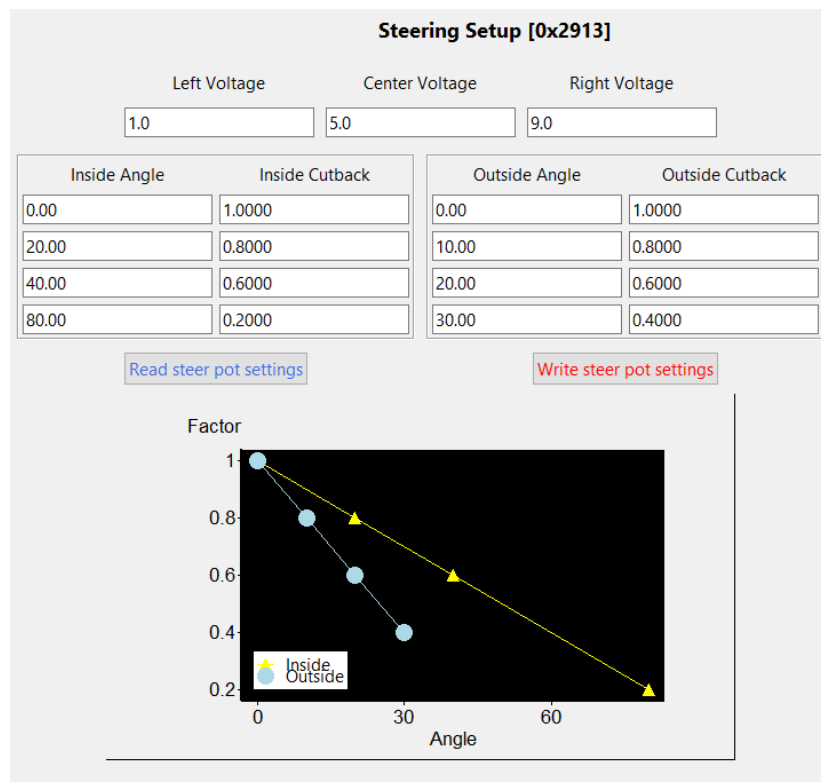 Steering Setup [0x2913]
Left Voltage Center Voltage Right Voltage
1.0 5.0 9.0
Inside Angle Inside Cutback Outside Angle Outside Cutback
0.00 1.0000 0.00 1.0000
20.00 0.8000 10.00 0.8000
40.00 0.6000 20.00 0.6000
80.00 0.2000 30.00 0.4000
Read steer pot settings Write steer pot settings
Factor
1
0.8
0.6
0.4
Inside
Outside
0.2
0 30 60
Angle